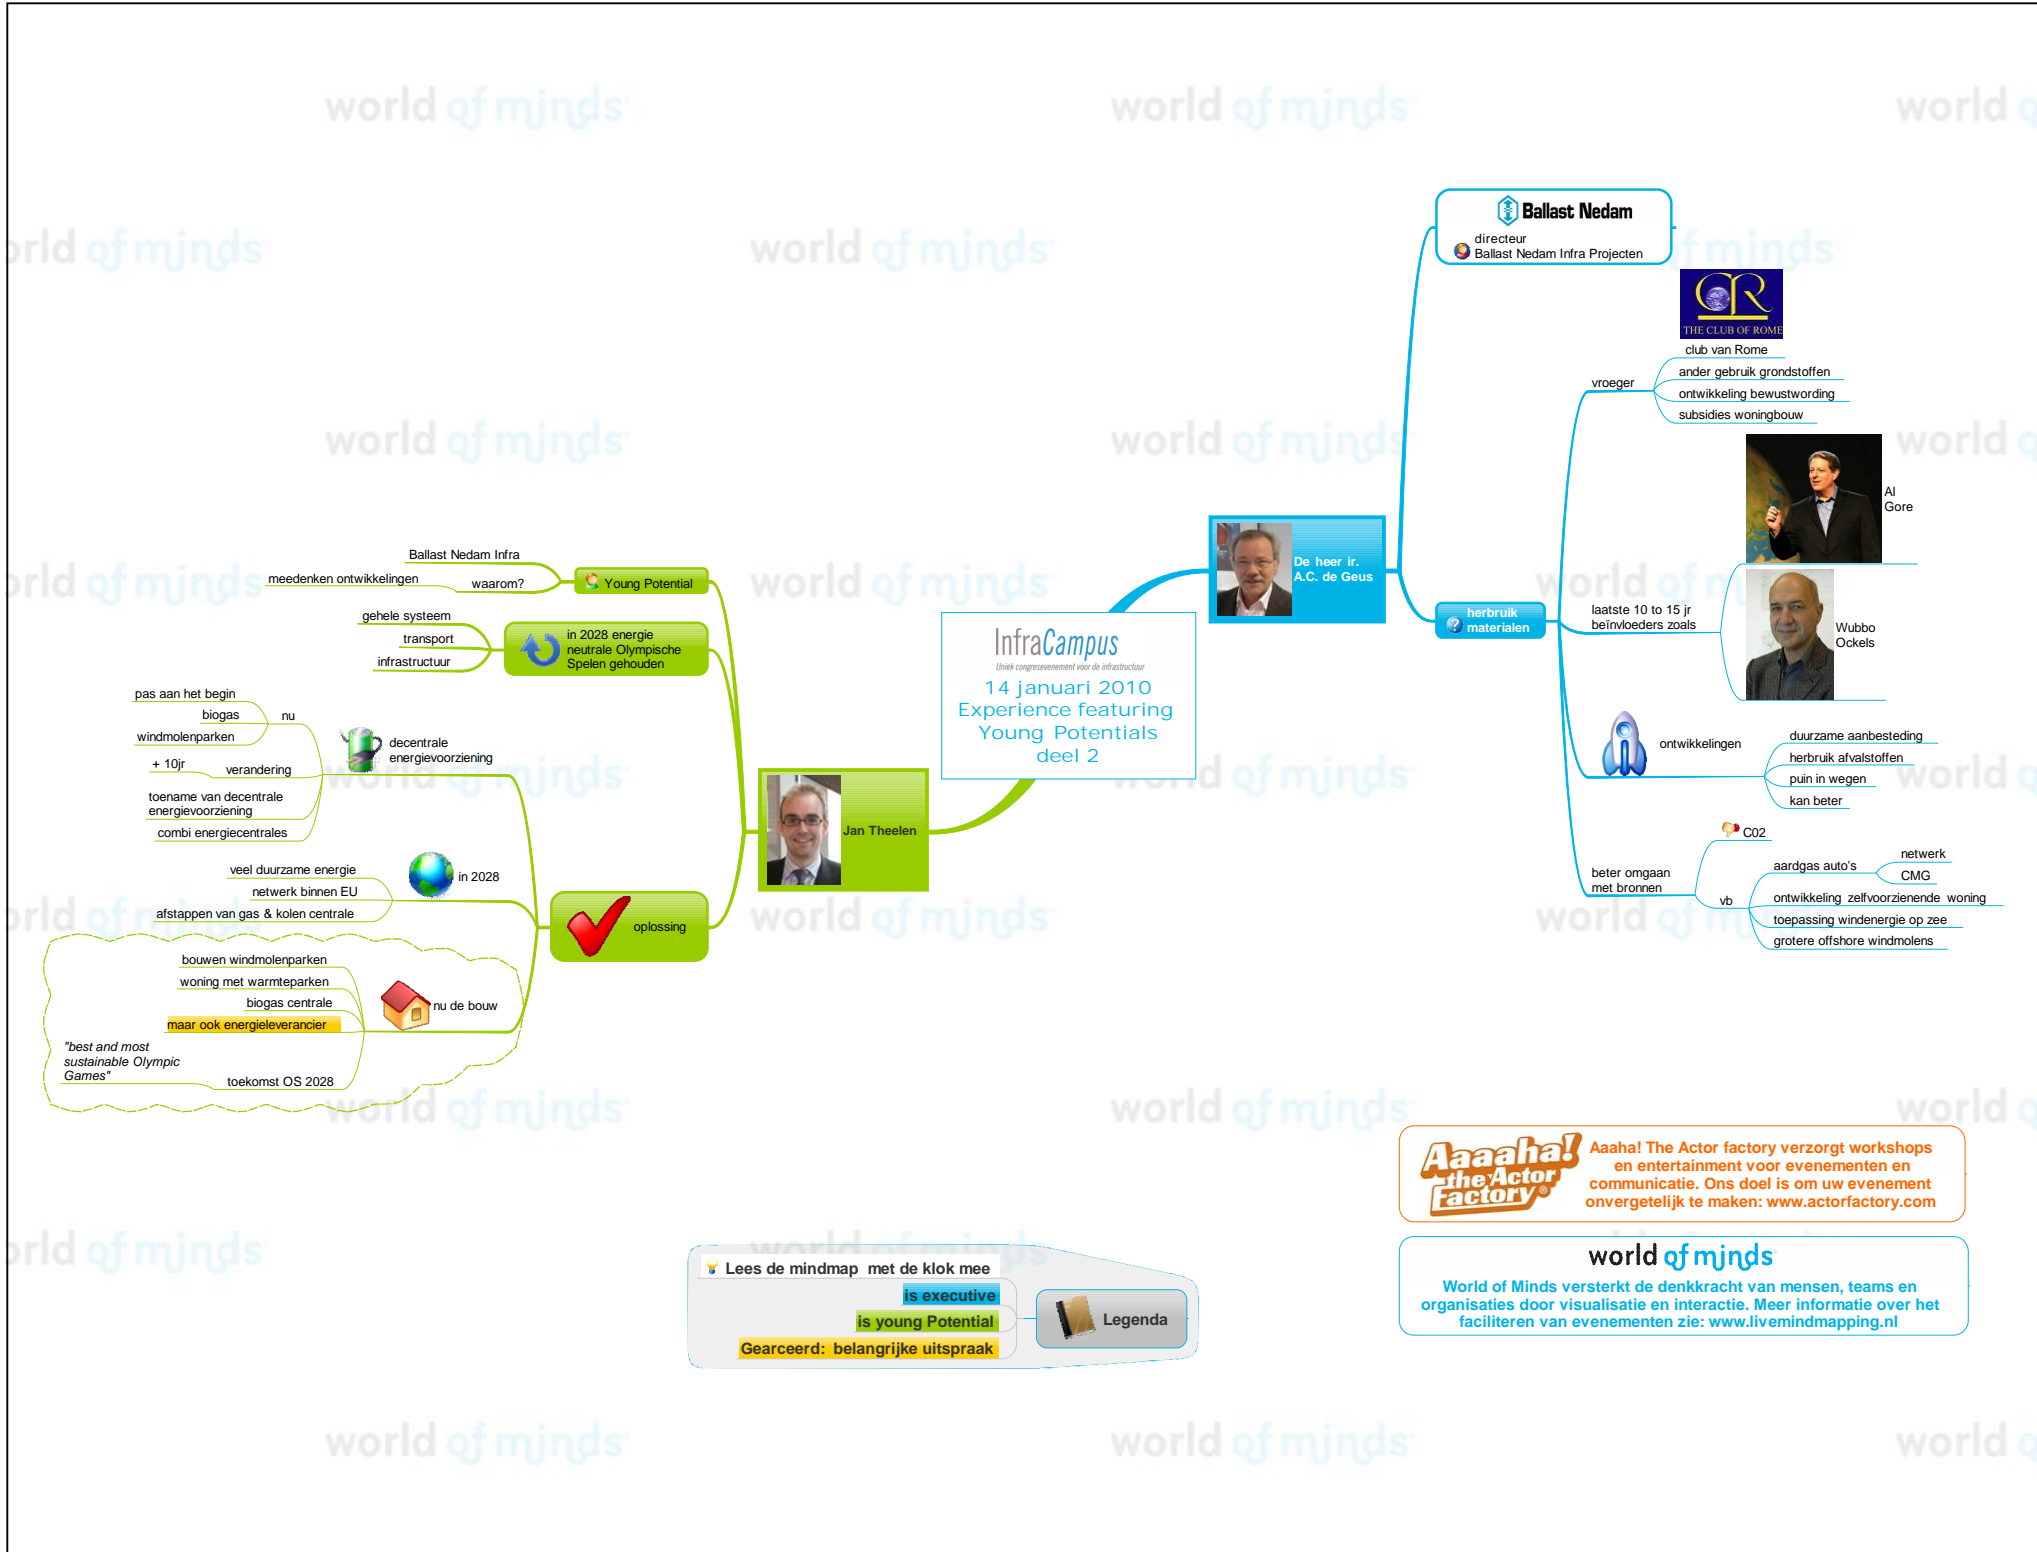 InfraCampus
Uniek congresevenement voor de infrastructuur
14 januari 2010
Experience featuring
Young Potentials
deel 2
De heer ir.
A.C. de Geus
Ballast Nedam
directeur
Ballast Nedam Infra Projecten
herbruik
materialen
vroeger
THE CLUB OF ROME
club van Rome
ander gebruik grondstoffen
ontwikkeling bewustwording
subsidies woningbouw
laatste 10 to 15 jr
beïnvloeders zoals
Al
Gore
Wubbo
Ockels
ontwikkelingen
duurzame aanbesteding
herbruik afvalstoffen
puin in wegen
kan beter
beter omgaan
met bronnen
C02
vb
aardgas auto's
netwerk
CMG
ontwikkeling zelfvoorzienende woning
toepassing windenergie op zee
grotere offshore windmolens
Jan Theelen
Young Potential
Ballast Nedam Infra
waarom?
meedenken ontwikkelingen
in 2028 energie
neutrale Olympische
Spelen gehouden
gehele systeem
transport
infrastructuur
oplossing
decentrale
energievoorziening
nu
pas aan het begin
biogas
windmolenparken
verandering
+ 10jr
toename van decentrale
energievoorziening
combi energiecentrales
in 2028
veel duurzame energie
netwerk binnen EU
afstappen van gas & kolen centrale
nu de bouw
bouwen windmolenparken
woning met warmteparken
biogas centrale
maar ook energieleverancier
toekomst OS 2028
"best and most
sustainable Olympic
Games"
Aaaaha!
the Actor
Factory®
Aaaha! The Actor factory verzorgt workshops
en entertainment voor evenementen en
communicatie. Ons doel is om uw evenement
onvergetelijk te maken: www.actorfactory.com
world of minds
World of Minds versterkt de denkkracht van mensen, teams en
organisaties door visualisatie en interactie. Meer informatie over het
faciliteren van evenementen zie: www.livemindmapping.nl
Legenda
Lees de mindmap met de klok mee
is executive
is young Potential
Gearceerd: belangrijke uitspraak